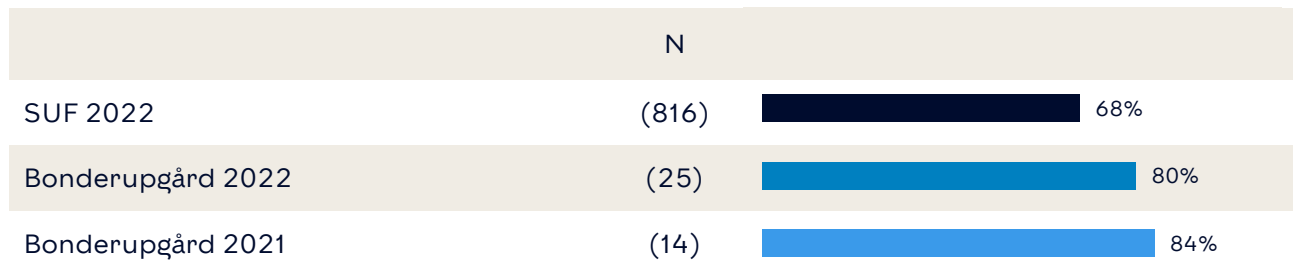 N
SUF 2022 (816) 68%
Bonderupgård 2022 (25) 80%
Bonderupgård 2021 (14) 84%